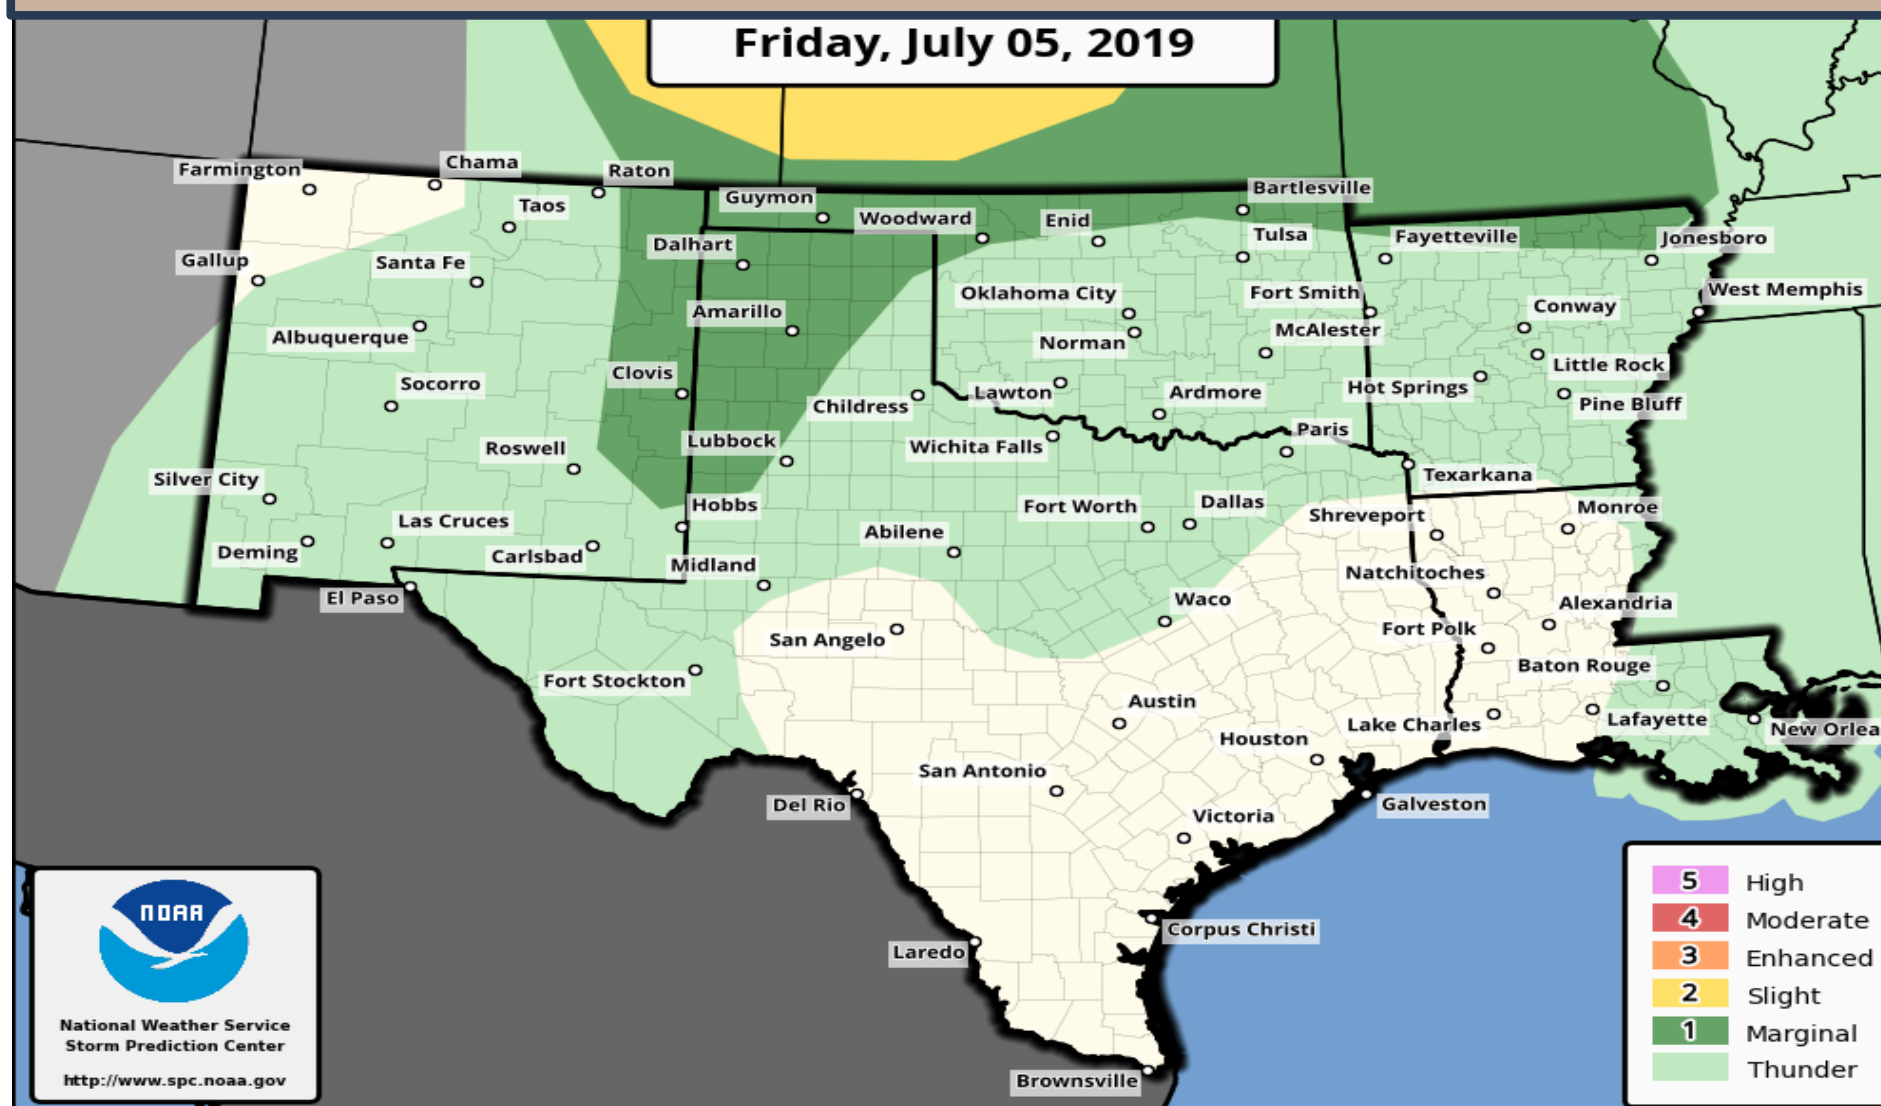 Friday, July 05, 2019
Farmington
Chama
Raton
Taos
Guymon
Woodward
Enid
Bartlesville
Gallup
Santa Fe
Dalhart
Tulsa
Fayetteville
Jonesboro
Albuquerque
Amarillo
Oklahoma City
Fort Smith
Conway
West Memphis
Norman
McAlester
Little Rock
Socorro
Clovis
Childress
Lawton
Ardmore
Hot Springs
Pine Bluff
Roswell
Lubbock
Wichita Falls
Paris
Texarkana
Silver City
Las Cruces
Hobbs
Fort Worth
Dallas
Shreveport
Monroe
Deming
Carlsbad
Midland
Abilene
Natchitoches
El Paso
Waco
Alexandria
San Angelo
Fort Polk
Fort Stockton
Baton Rouge
Austin
Houston
Lake Charles
Lafayette
New Orlea
San Antonio
Del Rio
Victoria
Galveston
Corpus Christi
Laredo
Brownsville
NOAA
National Weather Service
Storm Prediction Center
http://www.spc.noaa.gov
5 High
4 Moderate
3 Enhanced
2 Slight
1 Marginal
Thunder